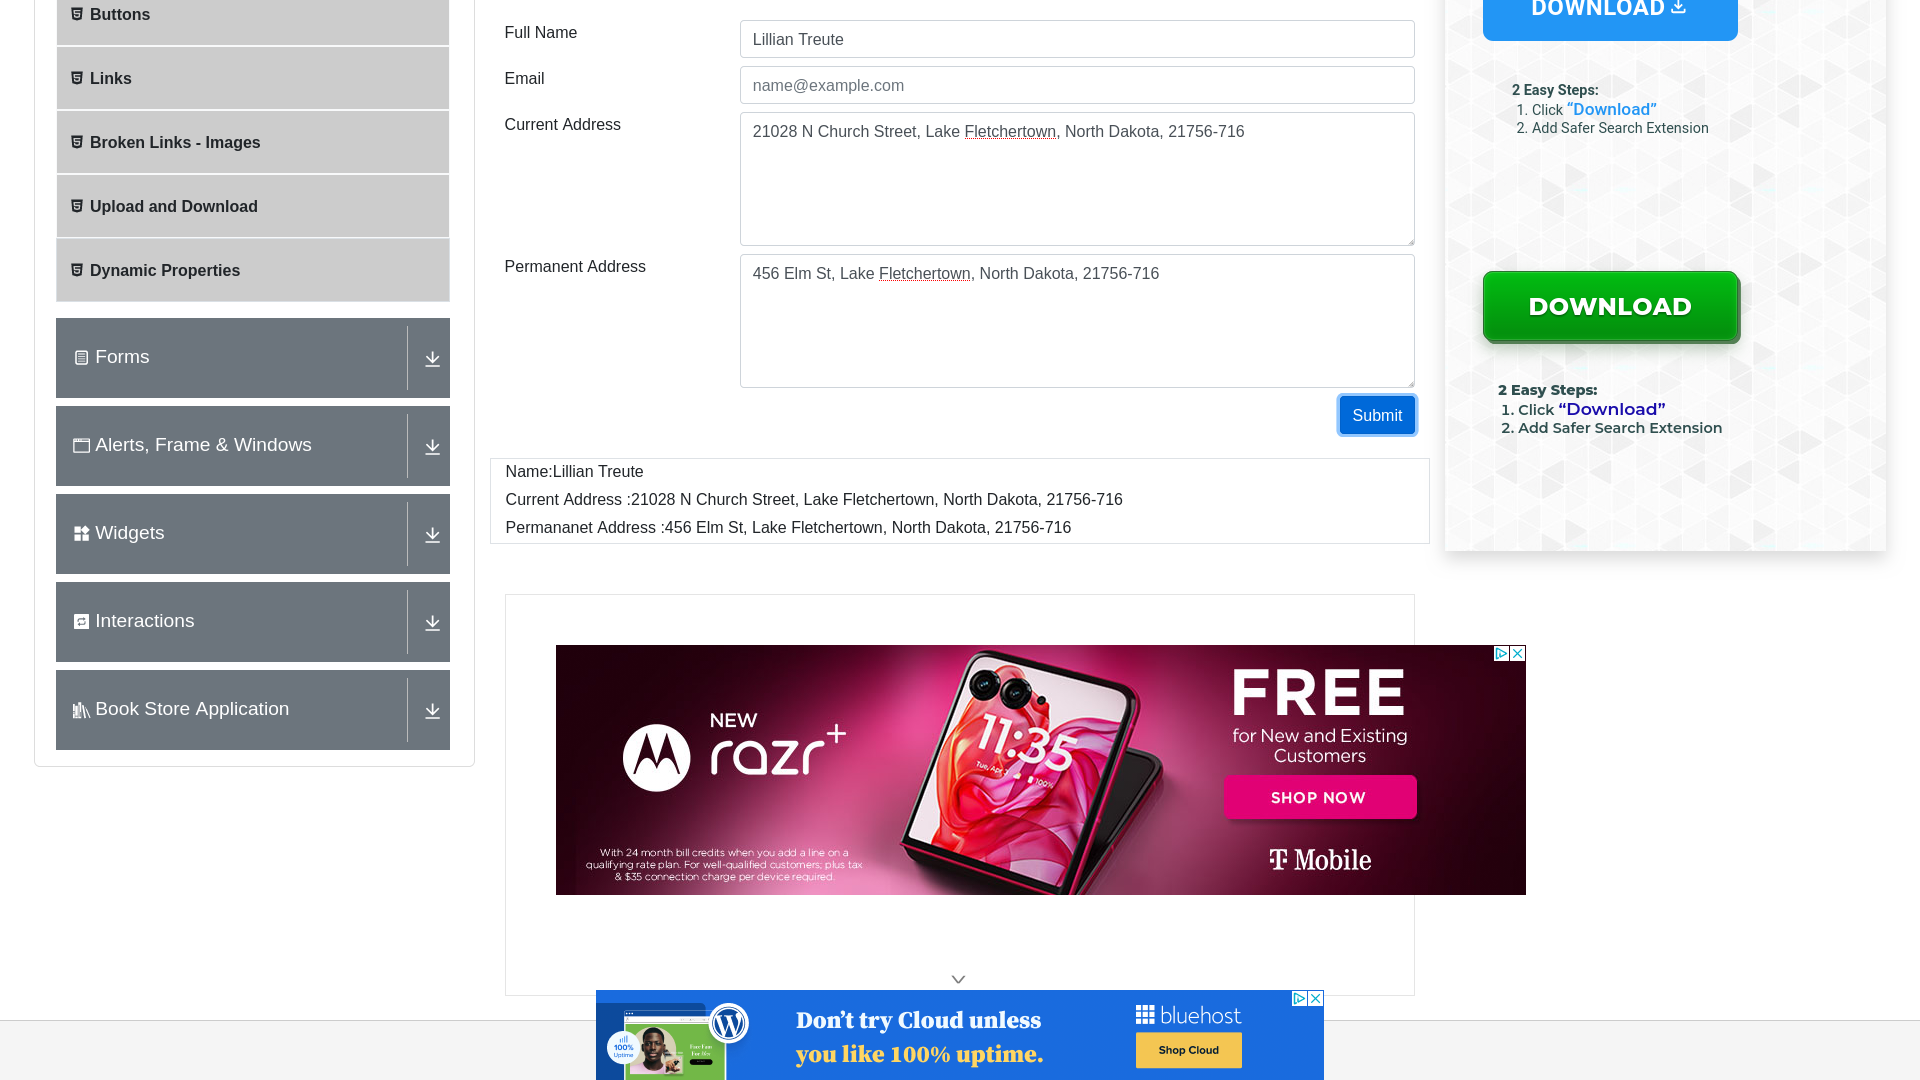 Buttons
Links
Broken Links - Images
Upload and Download
Dynamic Properties
Forms
Alerts, Frame & Windows
Widgets
Interactions
Book Store Application
Full Name
Lillian Treute
Email
name@example.com
Current Address
21028 N Church Street, Lake Fletchertown, North Dakota, 21756-716
Permanent Address
456 Elm St, Lake Fletchertown, North Dakota, 21756-716
Submit
Name:Lillian Treute
Current Address :21028 N Church Street, Lake Fletchertown, North Dakota, 21756-716
Permananet Address :456 Elm St, Lake Fletchertown, North Dakota, 21756-716
DOWNLOAD
2 Easy Steps:
1. Click “Download”
2. Add Safer Search Extension
DOWNLOAD
2 Easy Steps:
1. Click “Download”
2. Add Safer Search Extension
NEW
razr+
With 24 month bill credits when you add a line on a
qualifying rate plan. For well-qualified customers; plus tax
& $35 connection charge per device required.
11:35
100%
FREE
for New and Existing
Customers
SHOP NOW
T Mobile
100%
Uptime
Don’t try Cloud unless
you like 100% uptime.
bluehost
Shop Cloud